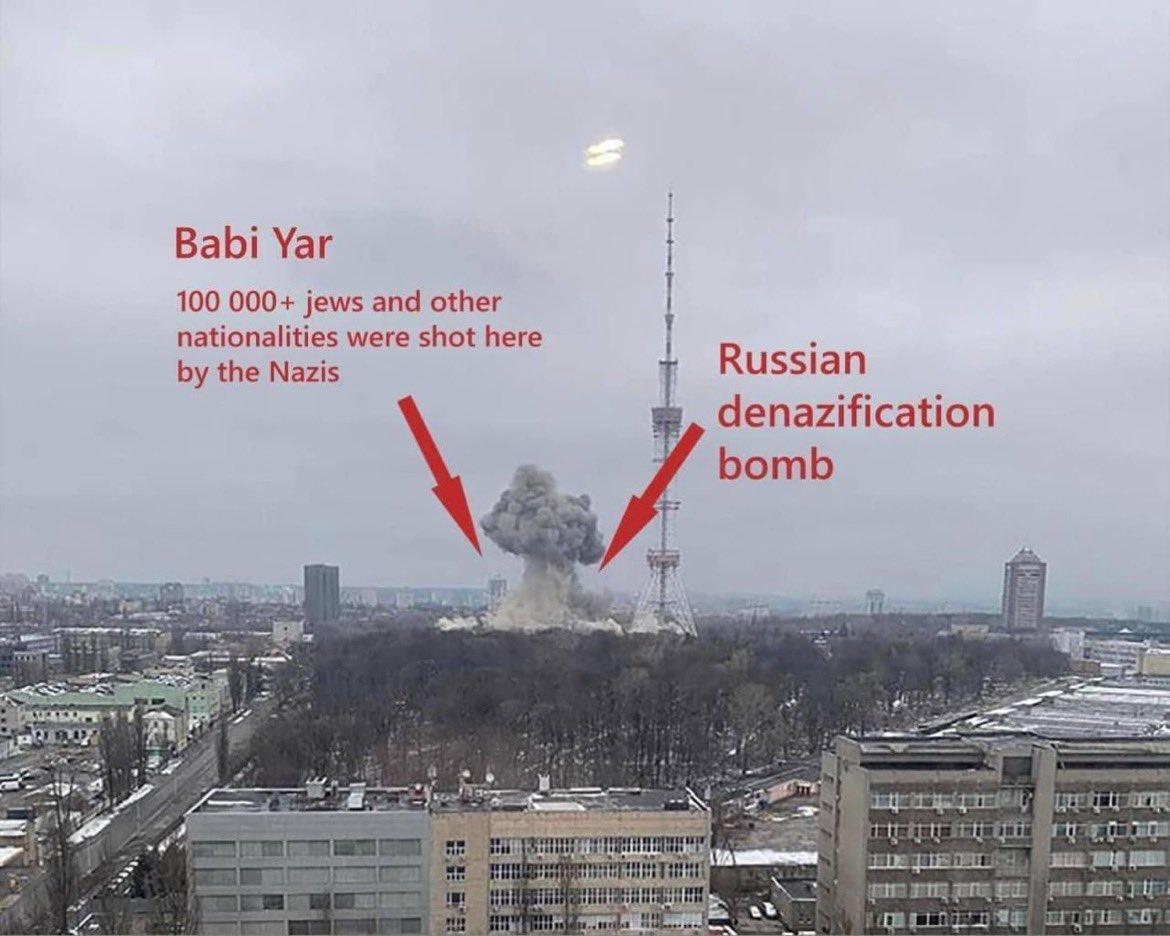 Babi Yar
100 000+ jews and other
nationalities were shot here
by the Nazis
Russian
denazification
bomb